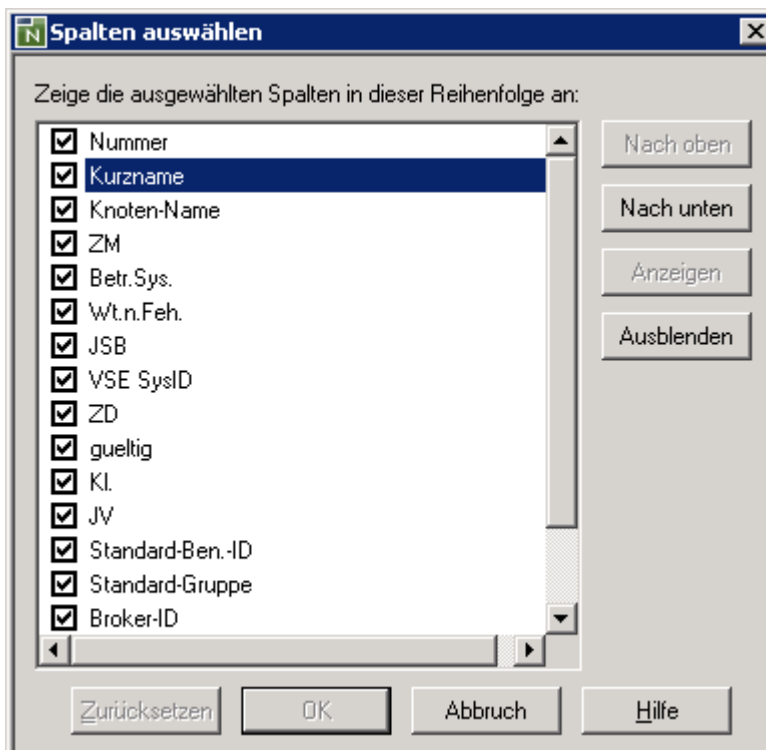 Spalten auswählen
Zeige die ausgewählten Spalten in dieser Reihenfolge an:
Nummer
Kurzname
Knoten-Name
ZM
Betr.Sys.
Wt.n.Feh.
JSB
VSE SysID
ZD
gueltig
Kl.
JV
Standard-Ben.-ID
Standard-Gruppe
Broker-ID
Nach oben
Nach unten
Anzeigen
Ausblenden
Zurücksetzen
OK
Abbruch
Hilfe